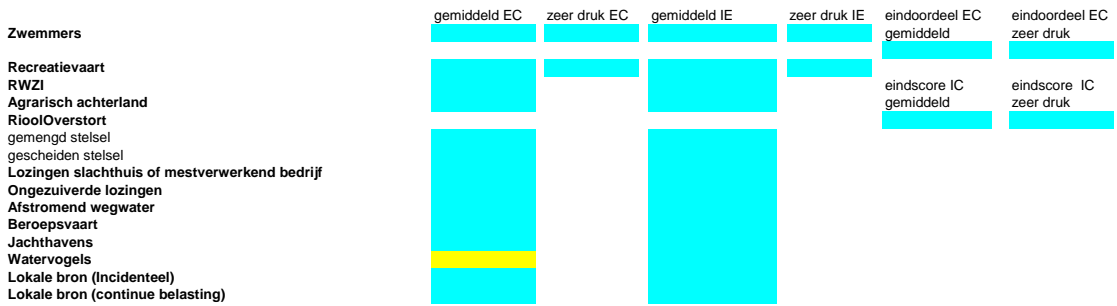 gemiddeld EC zeer druk EC gemiddeld IE zeer druk IE eindoordeel EC eindoordeel EC
Zwemmers gemiddeld zeer druk
Recreatievaart
RWZI eindscore IC eindscore IC
Agrarisch achterland gemiddeld zeer druk
RioolOverstort
gemengd stelsel
gescheiden stelsel
Lozingen slachthuis of mestverwerkend bedrijf
Ongezuiverde lozingen
Afstromend wegwater
Beroepsvaart
Jachthavens
Watervogels
Lokale bron (Incidenteel)
Lokale bron (continue belasting)